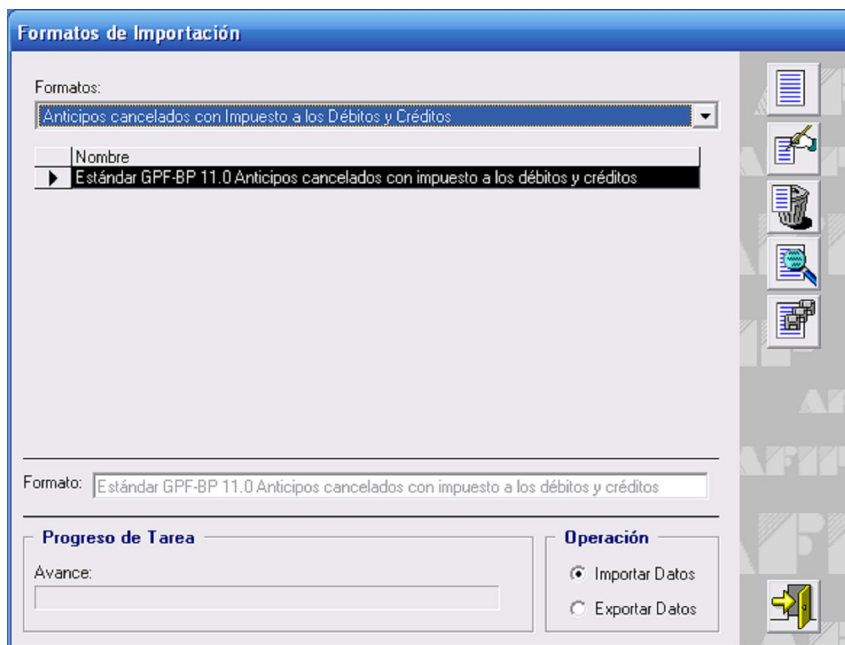 Formatos de Importación
Formatos:
Anticipos cancelados con Impuesto a los Débitos y Créditos
Nombre
Estándar GPF-BP 11.0 Anticipos cancelados con impuesto a los débitos y créditos
Formato: Estándar GPF-BP 11.0 Anticipos cancelados con impuesto a los débitos y créditos
Progreso de Tarea
Avance:
Operación
Importar Datos
Exportar Datos